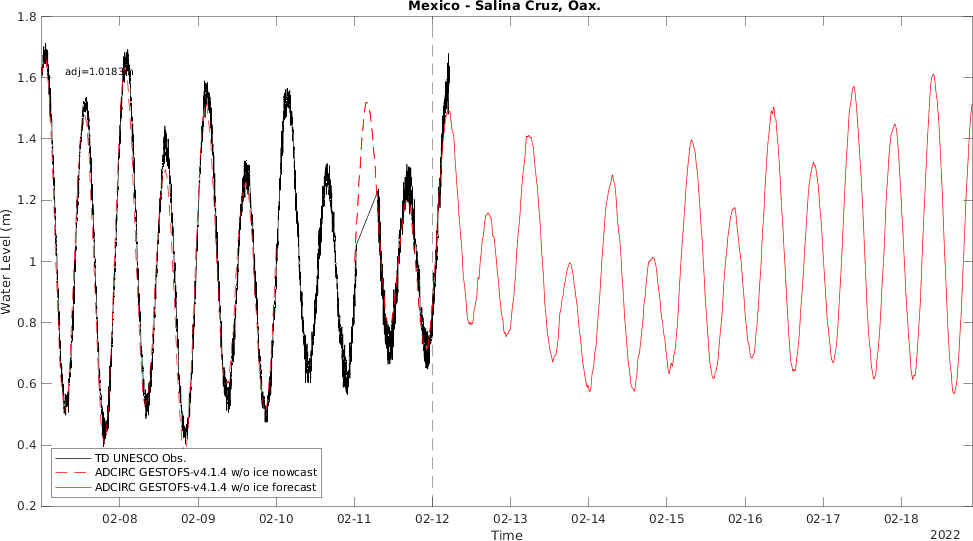 Mexico - Salina Cruz, Oax.
1.8
1.6
1.4
1.2
1
0.8
0.6
0.4
0.2
Water Level (m)
adj=1.0183m
TD UNESCO Obs.
ADCIRC GESTOFS-v4.1.4 w/o ice nowcast
ADCIRC GESTOFS-v4.1.4 w/o ice forecast
02-08 02-09 02-10 02-11 02-12 02-13 02-14 02-15 02-16 02-17 02-18
Time
2022